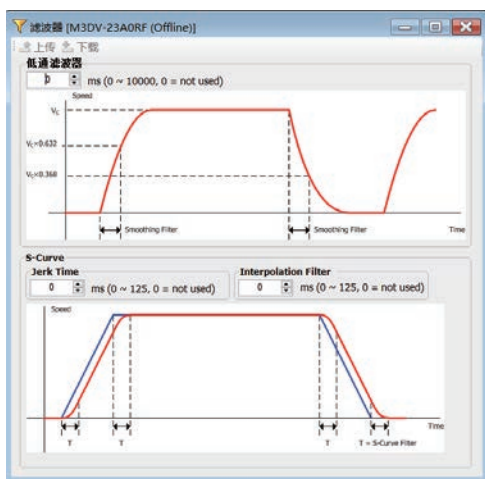 滤波器 [M3DV-23A0RF (Offline)]
上传 下载
低通滤波器
0 ms (0 ~ 10000, 0 = not used)
Speed
Vc
Vc×0.632
Vc×0.368
Smoothing Filter Smoothing Filter Time
S-Curve
Jerk Time Interpolation Filter
0 ms (0 ~ 125, 0 = not used) 0 ms (0 ~ 125, 0 = not used)
Speed
Time
T T T T = S-Curve Filter